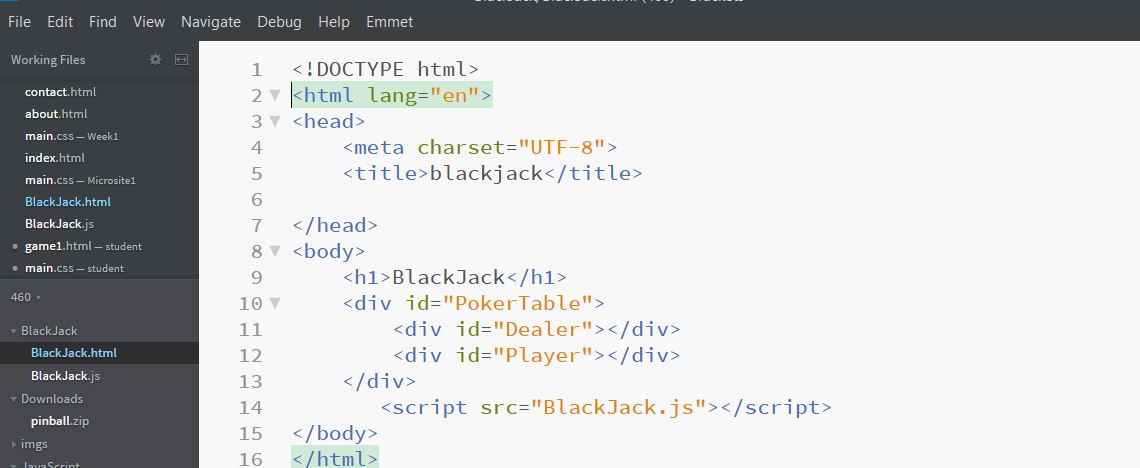 File Edit Find View Navigate Debug Help Emmet
Working Files
contact.html
about.html
main.css — Week1
index.html
main.css — Microsite1
BlackJack.html
BlackJack.js
game1.html — student
main.css — student
460
BlackJack
BlackJack.html
BlackJack.js
Downloads
pinball.zip
imgs
JavaScript
1 <!DOCTYPE html>
2 <html lang="en">
3 <head>
4 <meta charset="UTF-8">
5 <title>blackjack</title>
6
7 </head>
8 <body>
9 <h1>BlackJack</h1>
10 <div id="PokerTable">
11 <div id="Dealer"></div>
12 <div id="Player"></div>
13 </div>
14 <script src="BlackJack.js"></script>
15 </body>
16 </html>